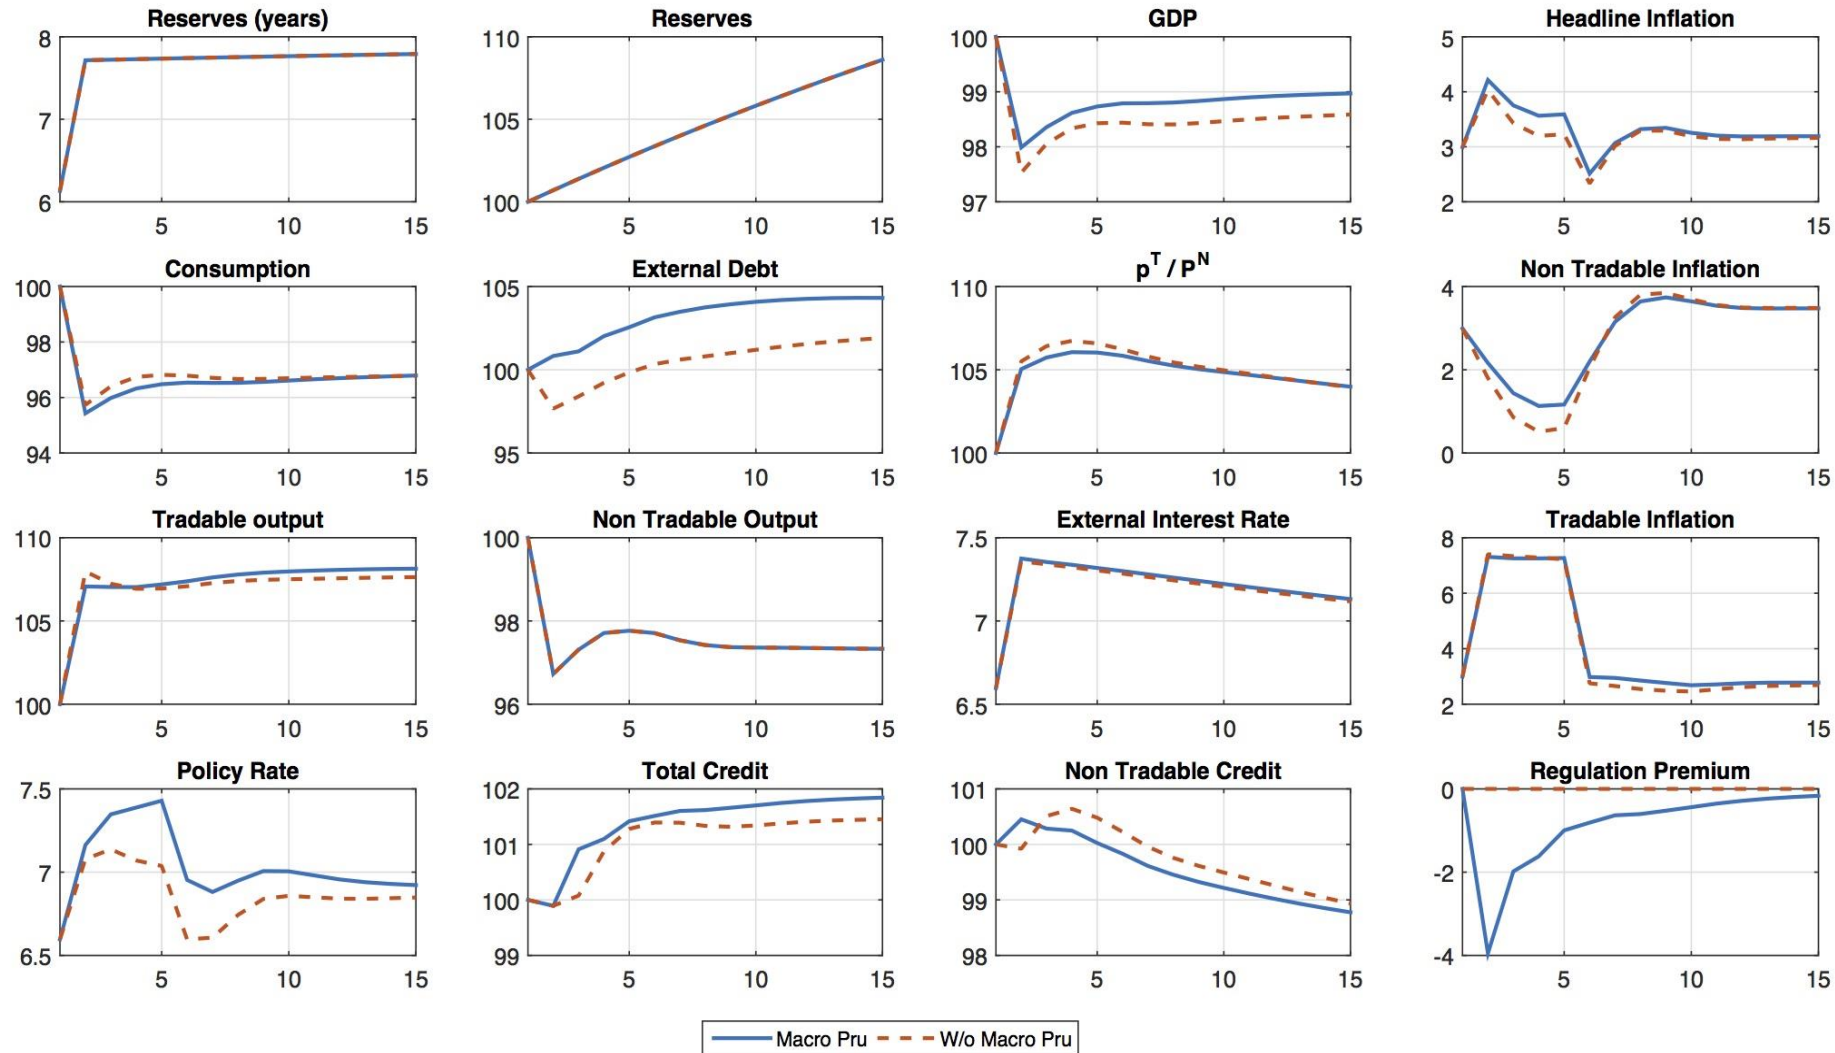 Reserves (years)
8
7
6
5 10 15
Reserves
110
105
100
5 10 15
GDP
100
99
98
97
5 10 15
Headline Inflation
5
4
3
2
5 10 15
Consumption
100
98
96
94
5 10 15
External Debt
105
100
95
5 10 15
p^T / P^N
110
105
100
5 10 15
Non Tradable Inflation
4
2
0
5 10 15
Tradable output
110
105
100
5 10 15
Non Tradable Output
100
98
96
5 10 15
External Interest Rate
7.5
7
6.5
5 10 15
Tradable Inflation
8
6
4
2
5 10 15
Policy Rate
7.5
7
6.5
5 10 15
Total Credit
102
101
100
99
5 10 15
Non Tradable Credit
101
100
99
98
5 10 15
Regulation Premium
0
-2
-4
5 10 15
Macro Pru W/o Macro Pru